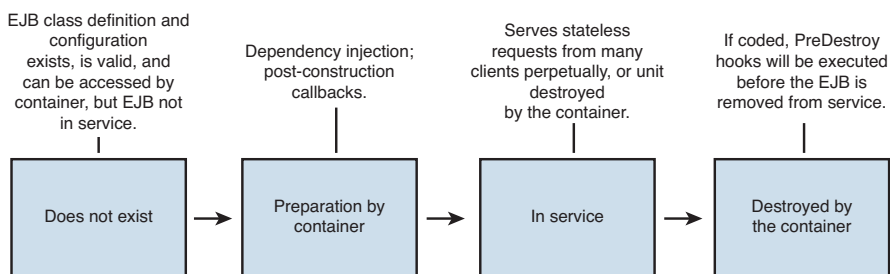 EJB class definition and
configuration
exists, is valid, and
can be accessed by
container, but EJB not
in service.
Dependency injection;
post-construction
callbacks.
Serves stateless
requests from many
clients perpetually, or unit
destroyed
by the container.
If coded, PreDestroy
hooks will be executed
before the EJB is
removed from service.
Does not exist
Preparation by
container
In service
Destroyed by
the container